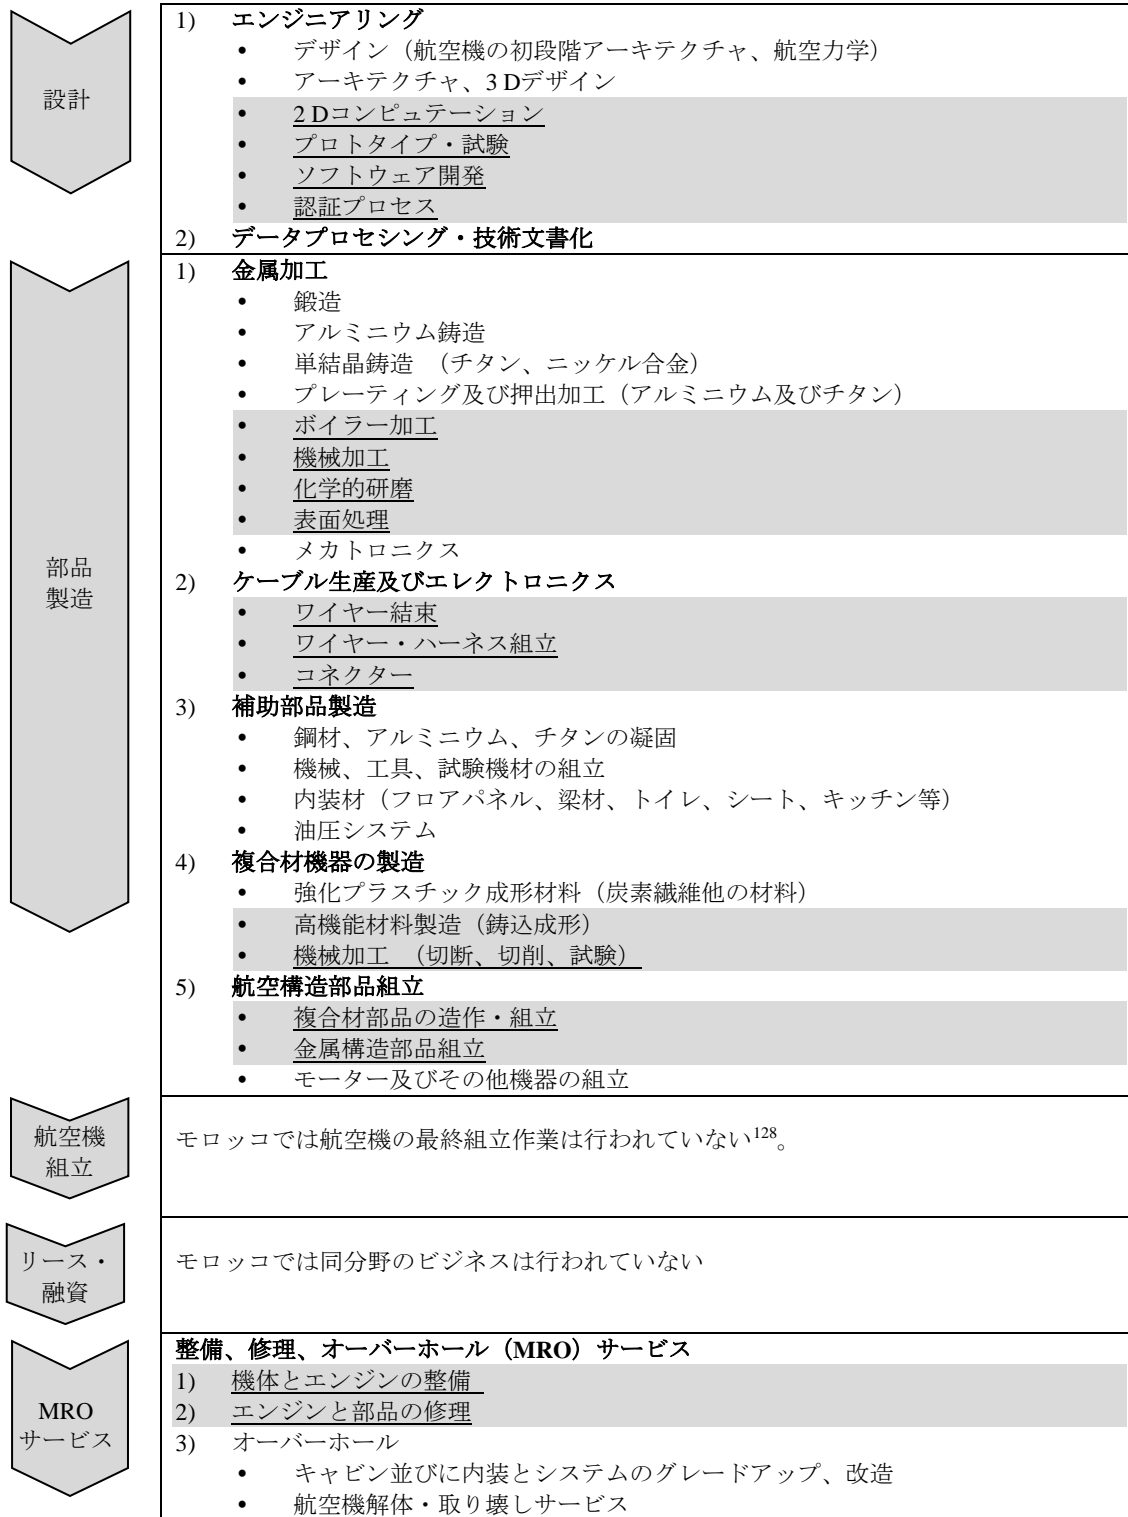 設計
1) エンジニアリング
• デザイン（航空機の初段階アーキテクチャ、航空力学）
• アーキテクチャ、3 Dデザイン
• 2 Dコンピュテーション
• プロトタイプ・試験
• ソフトウェア開発
• 認証プロセス
2) データプロセシング・技術文書化
部品
製造
1) 金属加工
• 鍛造
• アルミニウム鋳造
• 単結晶鋳造　（チタン、ニッケル合金）
• プレーティング及び押出加工（アルミニウム及びチタン）
• ボイラー加工
• 機械加工
• 化学的研磨
• 表面処理
• メカトロニクス
2) ケーブル生産及びエレクトロニクス
• ワイヤー結束
• ワイヤー・ハーネス組立
• コネクター
3) 補助部品製造
• 鋼材、アルミニウム、チタンの凝固
• 機械、工具、試験機材の組立
• 内装材（フロアパネル、梁材、トイレ、シート、キッチン等）
• 油圧システム
4) 複合材機器の製造
• 強化プラスチック成形材料（炭素繊維他の材料）
• 高機能材料製造（鋳込成形）
• 機械加工　（切断、切削、試験）
5) 航空構造部品組立
• 複合材部品の造作・組立
• 金属構造部品組立
• モーター及びその他機器の組立
航空機
組立
モロッコでは航空機の最終組立作業は行われていない128。
リース・
融資
モロッコでは同分野のビジネスは行われていない
MRO
サービス
整備、修理、オーバーホール（MRO）サービス
1) 機体とエンジンの整備
2) エンジンと部品の修理
3) オーバーホール
• キャビン並びに内装とシステムのグレードアップ、改造
• 航空機解体・取り壊しサービス